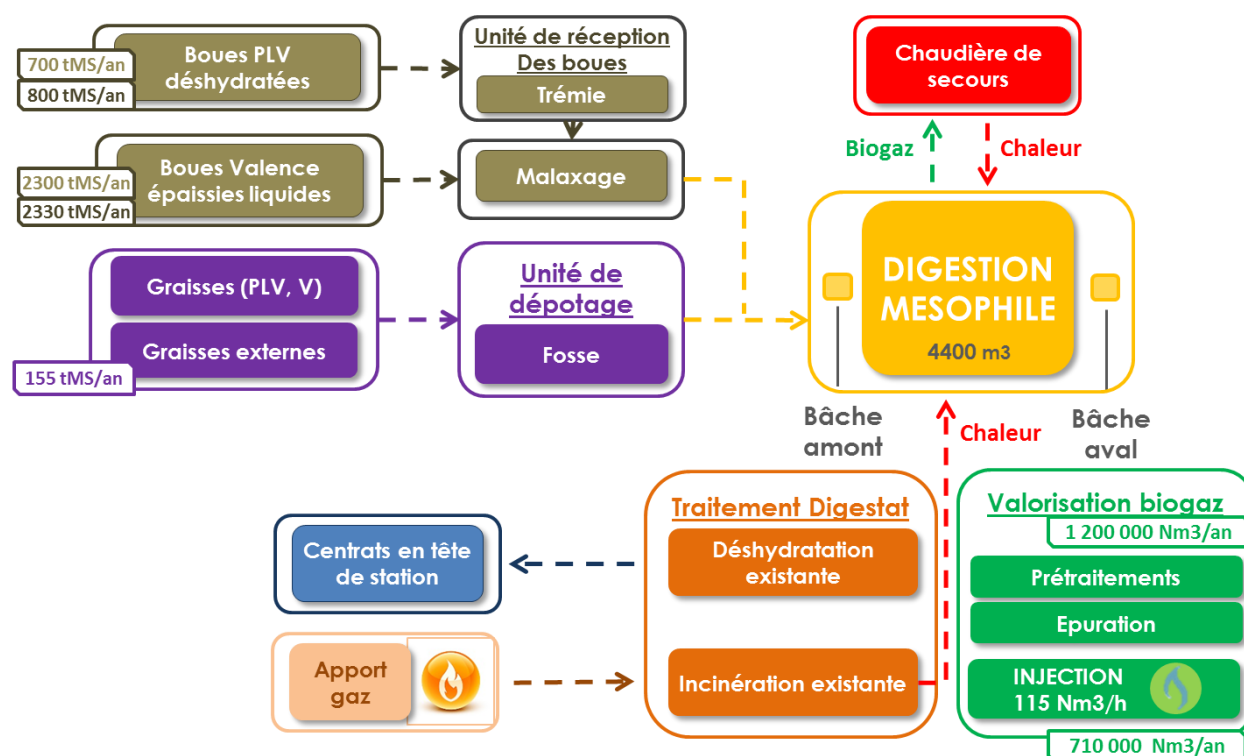 700 tMS/an
800 tMS/an
Boues PLV
déshydratées
Unité de réception
Des boues
Trémie
Chaudière de
secours
Biogaz
Chaleur
2300 tMS/an
2330 tMS/an
Boues Valence
épaissies liquides
Malaxage
Graisses (PLV, V)
Graisses externes
155 tMS/an
Unité de
dépotage
Fosse
DIGESTION
MESOPHILE
4400 m3
Bâche
amont
Chaleur
Bâche
aval
Traitement Digestat
Déshydratation
existante
Incinération existante
Centrats en tête
de station
Apport
gaz
Valorisation biogaz
1 200 000 Nm3/an
Prétraitements
Epuration
INJECTION
115 Nm3/h
710 000 Nm3/an